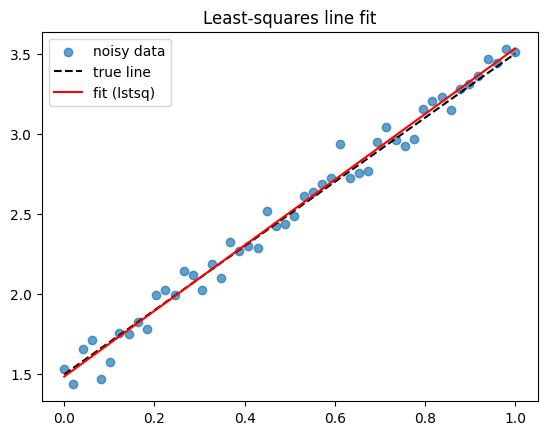 Least-squares line fit
noisy data
true line
fit (lstsq)
3.5
3.0
2.5
2.0
1.5
0.0 0.2 0.4 0.6 0.8 1.0